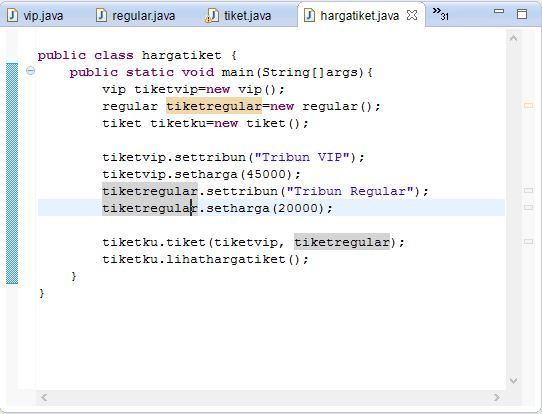 vip.java regular.java tiket.java hargatiket.java »31
public class hargatiket {
public static void main(String[]args){
vip tiketvip=new vip();
regular tiketregular=new regular();
tiket tiketku=new tiket();
tiketvip.settribun("Tribun VIP");
tiketvip.setharga(45000);
tiketregular.settribun("Tribun Regular");
tiketregular.setharga(20000);
tiketku.tiket(tiketvip, tiketregular);
tiketku.lihathargatiket();
}
}